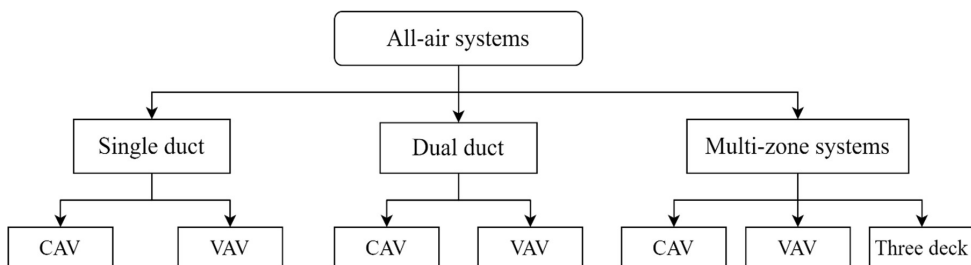 All-air systems
Single duct
Dual duct
Multi-zone systems
CAV
VAV
CAV
VAV
CAV
VAV
Three deck